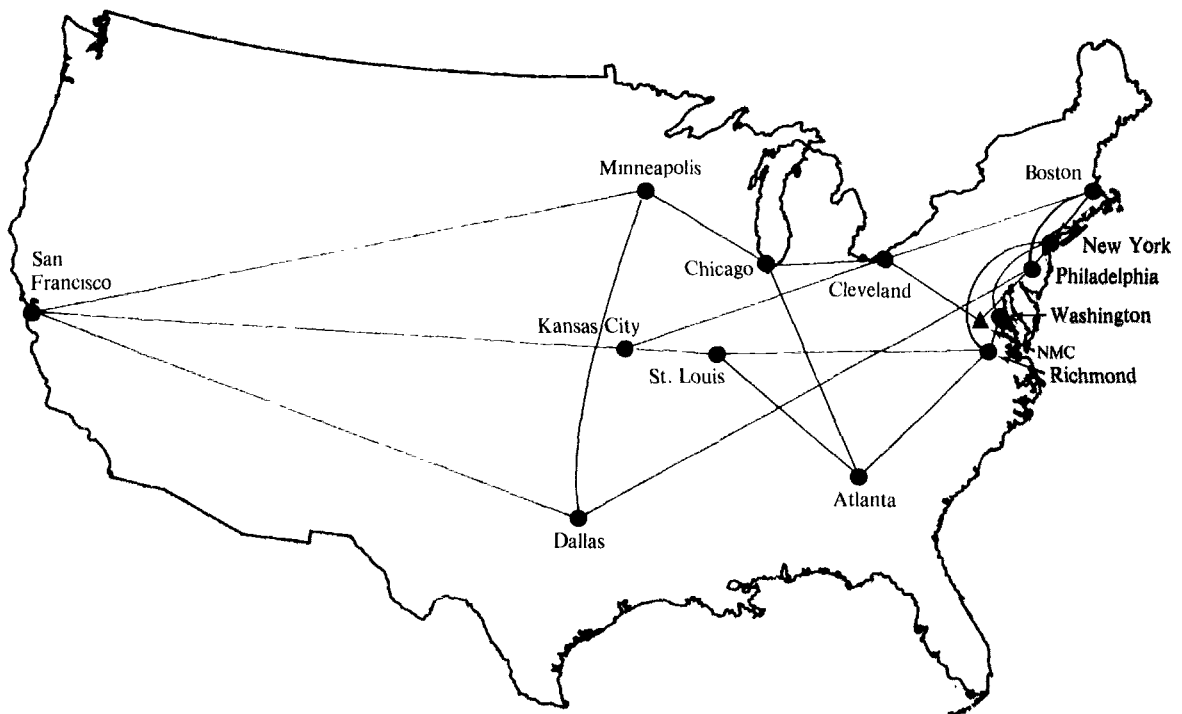 Minneapolis
Boston
San
Francisco
Chicago
Cleveland
New York
Philadelphia
Kansas City
Washington
St. Louis
NMC
Richmond
Atlanta
Dallas